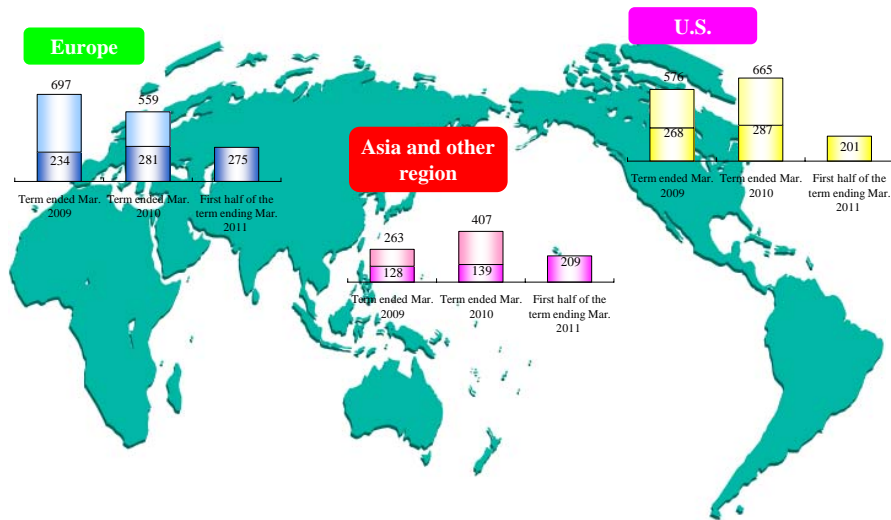 Europe
697
559
234
281
275
Term ended Mar.
2009
Term ended Mar.
2010
First half of the
term ending Mar.
2011
Asia and other
region
263
407
128
139
209
Term ended Mar.
2009
Term ended Mar.
2010
First half of the
term ending Mar.
2011
U.S.
576
665
268
287
201
Term ended Mar.
2009
Term ended Mar.
2010
First half of the
term ending Mar.
2011